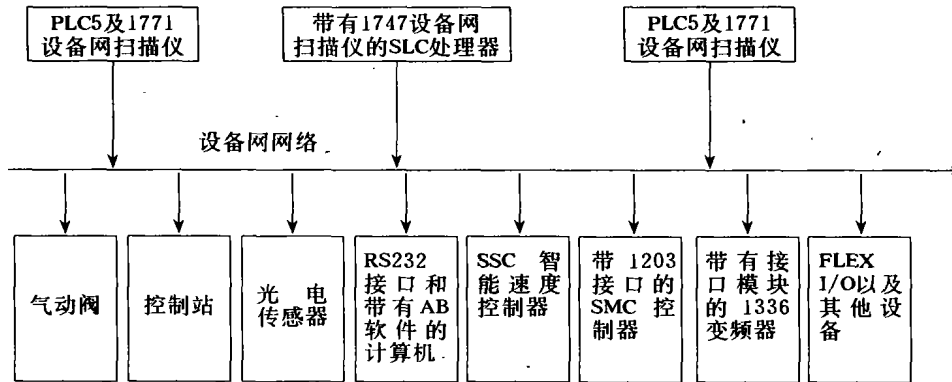 PLC5及1771
设备网扫描仪
带有1747设备网
扫描仪的SLC处理器
PLC5及1771
设备网扫描仪
设备网网络
气动阀
控制站
光电
传感器
RS232
接口和
带有AB
软件的
计算机
SSC 智
能速度
控制器
带 1203
接口的
SMC 控
制器
带有接
口模块
的 1336
变频器
FLEX
I/O以及
其他设
备